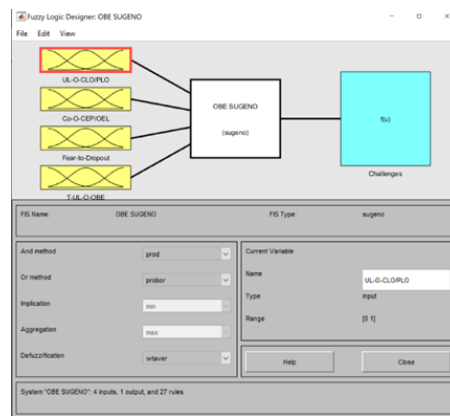 Fuzzy Logic Designer: OBE SUGENO
File Edit View
UL-O-CLO/PLO
Co-O-CEP/OEL
Fear-to-Dropout
T-UL-O-OBE
OBE SUGENO
(sugeno)
f(u)
Challenges
FIS Name: OBE SUGENO FIS Type: sugeno
And method prod
Or method probor
Implication min
Aggregation max
Defuzzification wtaver
Current Variable
Name UL-O-CLO/PLO
Type input
Range [0 1]
Help Close
System "OBE SUGENO": 4 inputs, 1 output, and 27 rules